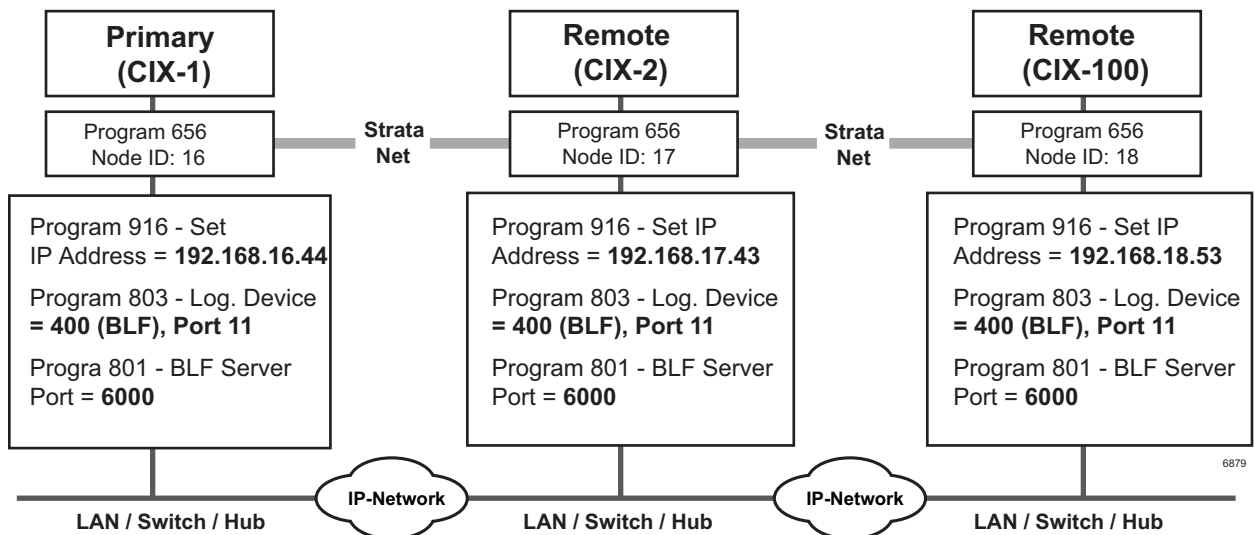 Primary
(CIX-1)
Program 656
Node ID: 16
Program 916 - Set
IP Address = 192.168.16.44
Program 803 - Log. Device
= 400 (BLF), Port 11
Progra 801 - BLF Server
Port = 6000
LAN / Switch / Hub
Strata
Net
IP-Network
Remote
(CIX-2)
Program 656
Node ID: 17
Program 916 - Set IP
Address = 192.168.17.43
Program 803 - Log. Device
= 400 (BLF), Port 11
Program 801 - BLF Server
Port = 6000
LAN / Switch / Hub
Strata
Net
IP-Network
Remote
(CIX-100)
Program 656
Node ID: 18
Program 916 - Set IP
Address = 192.168.18.53
Program 803 - Log. Device
= 400 (BLF), Port 11
Program 801 - BLF Server
Port = 6000
6879
LAN / Switch / Hub